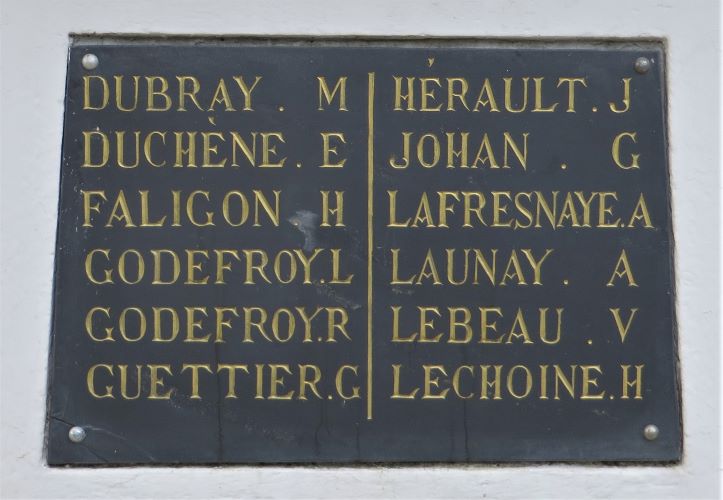 DUBRAY . M
DUCHÈNE . E
FALIGON . H
GODEFROY.L
GODEFROY.R
GUETTIER.G
HÉRAULT.J
JOHAN . G
LAFRESNAYE.A
LAUNAY . A
LEBEAU . V
LECHOINE.H